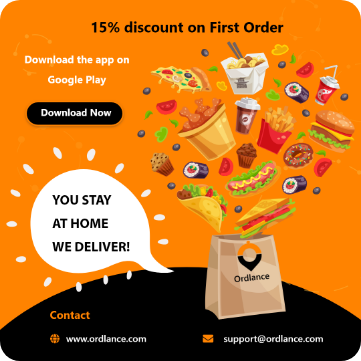 15% discount on First Order
Download the app on
Google Play
Download Now
YOU STAY
AT HOME
WE DELIVER!
Ordlance
Contact
www.ordlance.com
support@ordlance.com